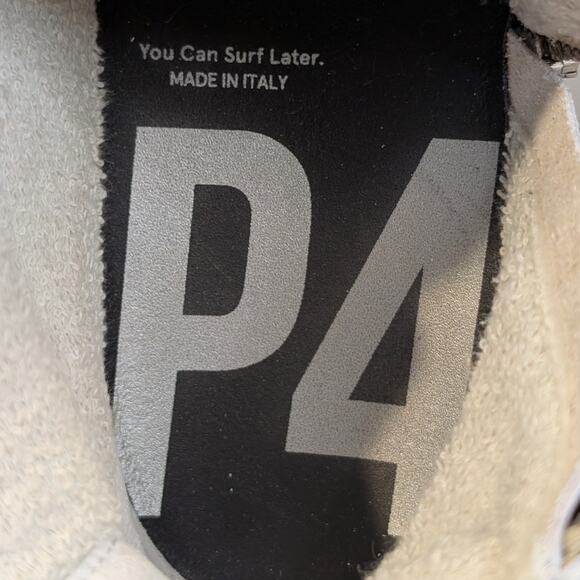 You Can Surf Later.
MADE IN ITALY
P4